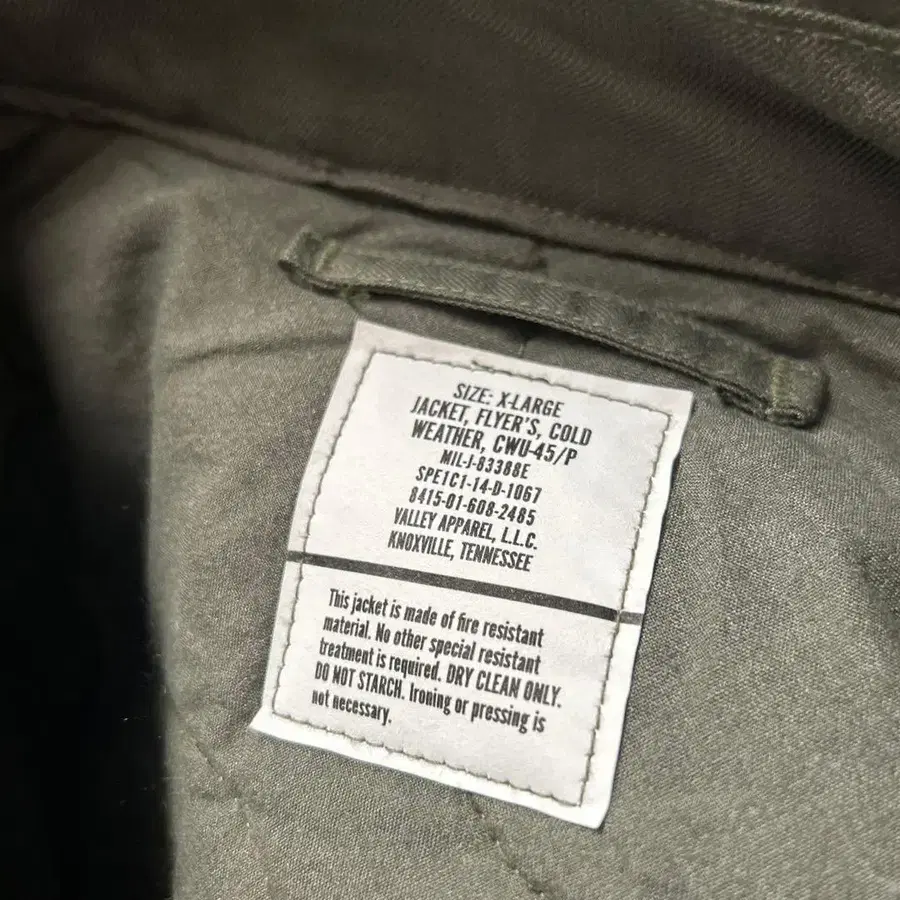 SIZE: X-LARGE
JACKET, FLYER'S, COLD
WEATHER, CWU-45/P
MIL-J-83388E
SPE1C1-14-D-1067
8415-01-608-2485
VALLEY APPAREL, L.L.C.
KNOXVILLE, TENNESSEE
This jacket is made of fire resistant
material. No other special resistant
treatment is required. DRY CLEAN ONLY.
DO NOT STARCH. Ironing or pressing is
not necessary.